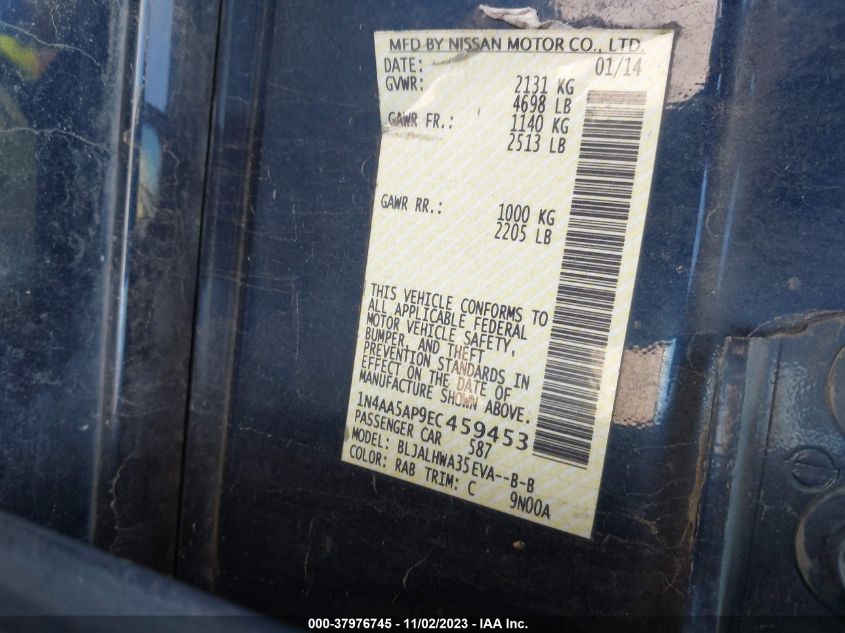 MFD BY NISSAN MOTOR CO., LTD.
DATE: 01/14
GVWR: 2131 KG
4698 LB
GAWR FR.: 1140 KG
2513 LB
GAWR RR.: 1000 KG
2205 LB
THIS VEHICLE CONFORMS TO
ALL APPLICABLE FEDERAL
MOTOR VEHICLE SAFETY,
BUMPER, AND THEFT
PREVENTION STANDARDS IN
EFFECT ON THE DATE OF
MANUFACTURE SHOWN ABOVE.
1N4AA5AP9EC459453
PASSENGER CAR 587
MODEL: BLJALHWA35EVA--B-B
COLOR: RAB TRIM: C 9N00A
000-37976745 - 11/02/2023 - IAA Inc.